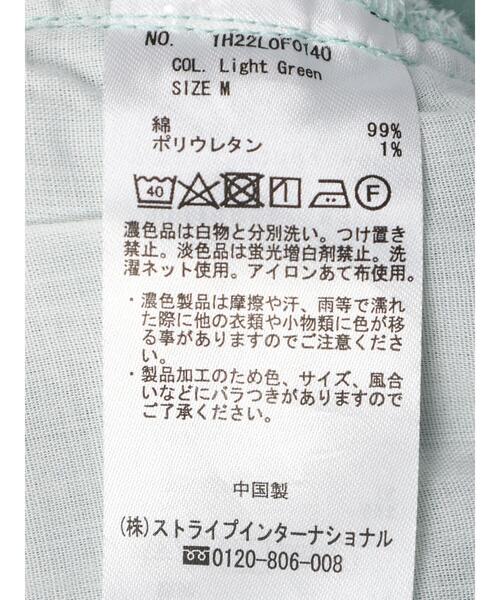 NO. TH22L0F0140
COL. Light Green
SIZE M
綿 99%
ポリウレタン 1%
40 F
濃色品は白物と分別洗い。つけ置き
禁止。淡色品は蛍光増白剤禁止。洗
濯ネット使用。アイロンあて布使用。
・濃色製品は摩擦や汗、雨等で濡れ
た際に他の衣類や小物類に色が移
る事がありますのでご注意くださ
い。
・製品加工のため色、サイズ、風合
いなどにバラつきがありますので
ご了承ください。
中国製
(株)ストライプインターナショナル
0120-806-008